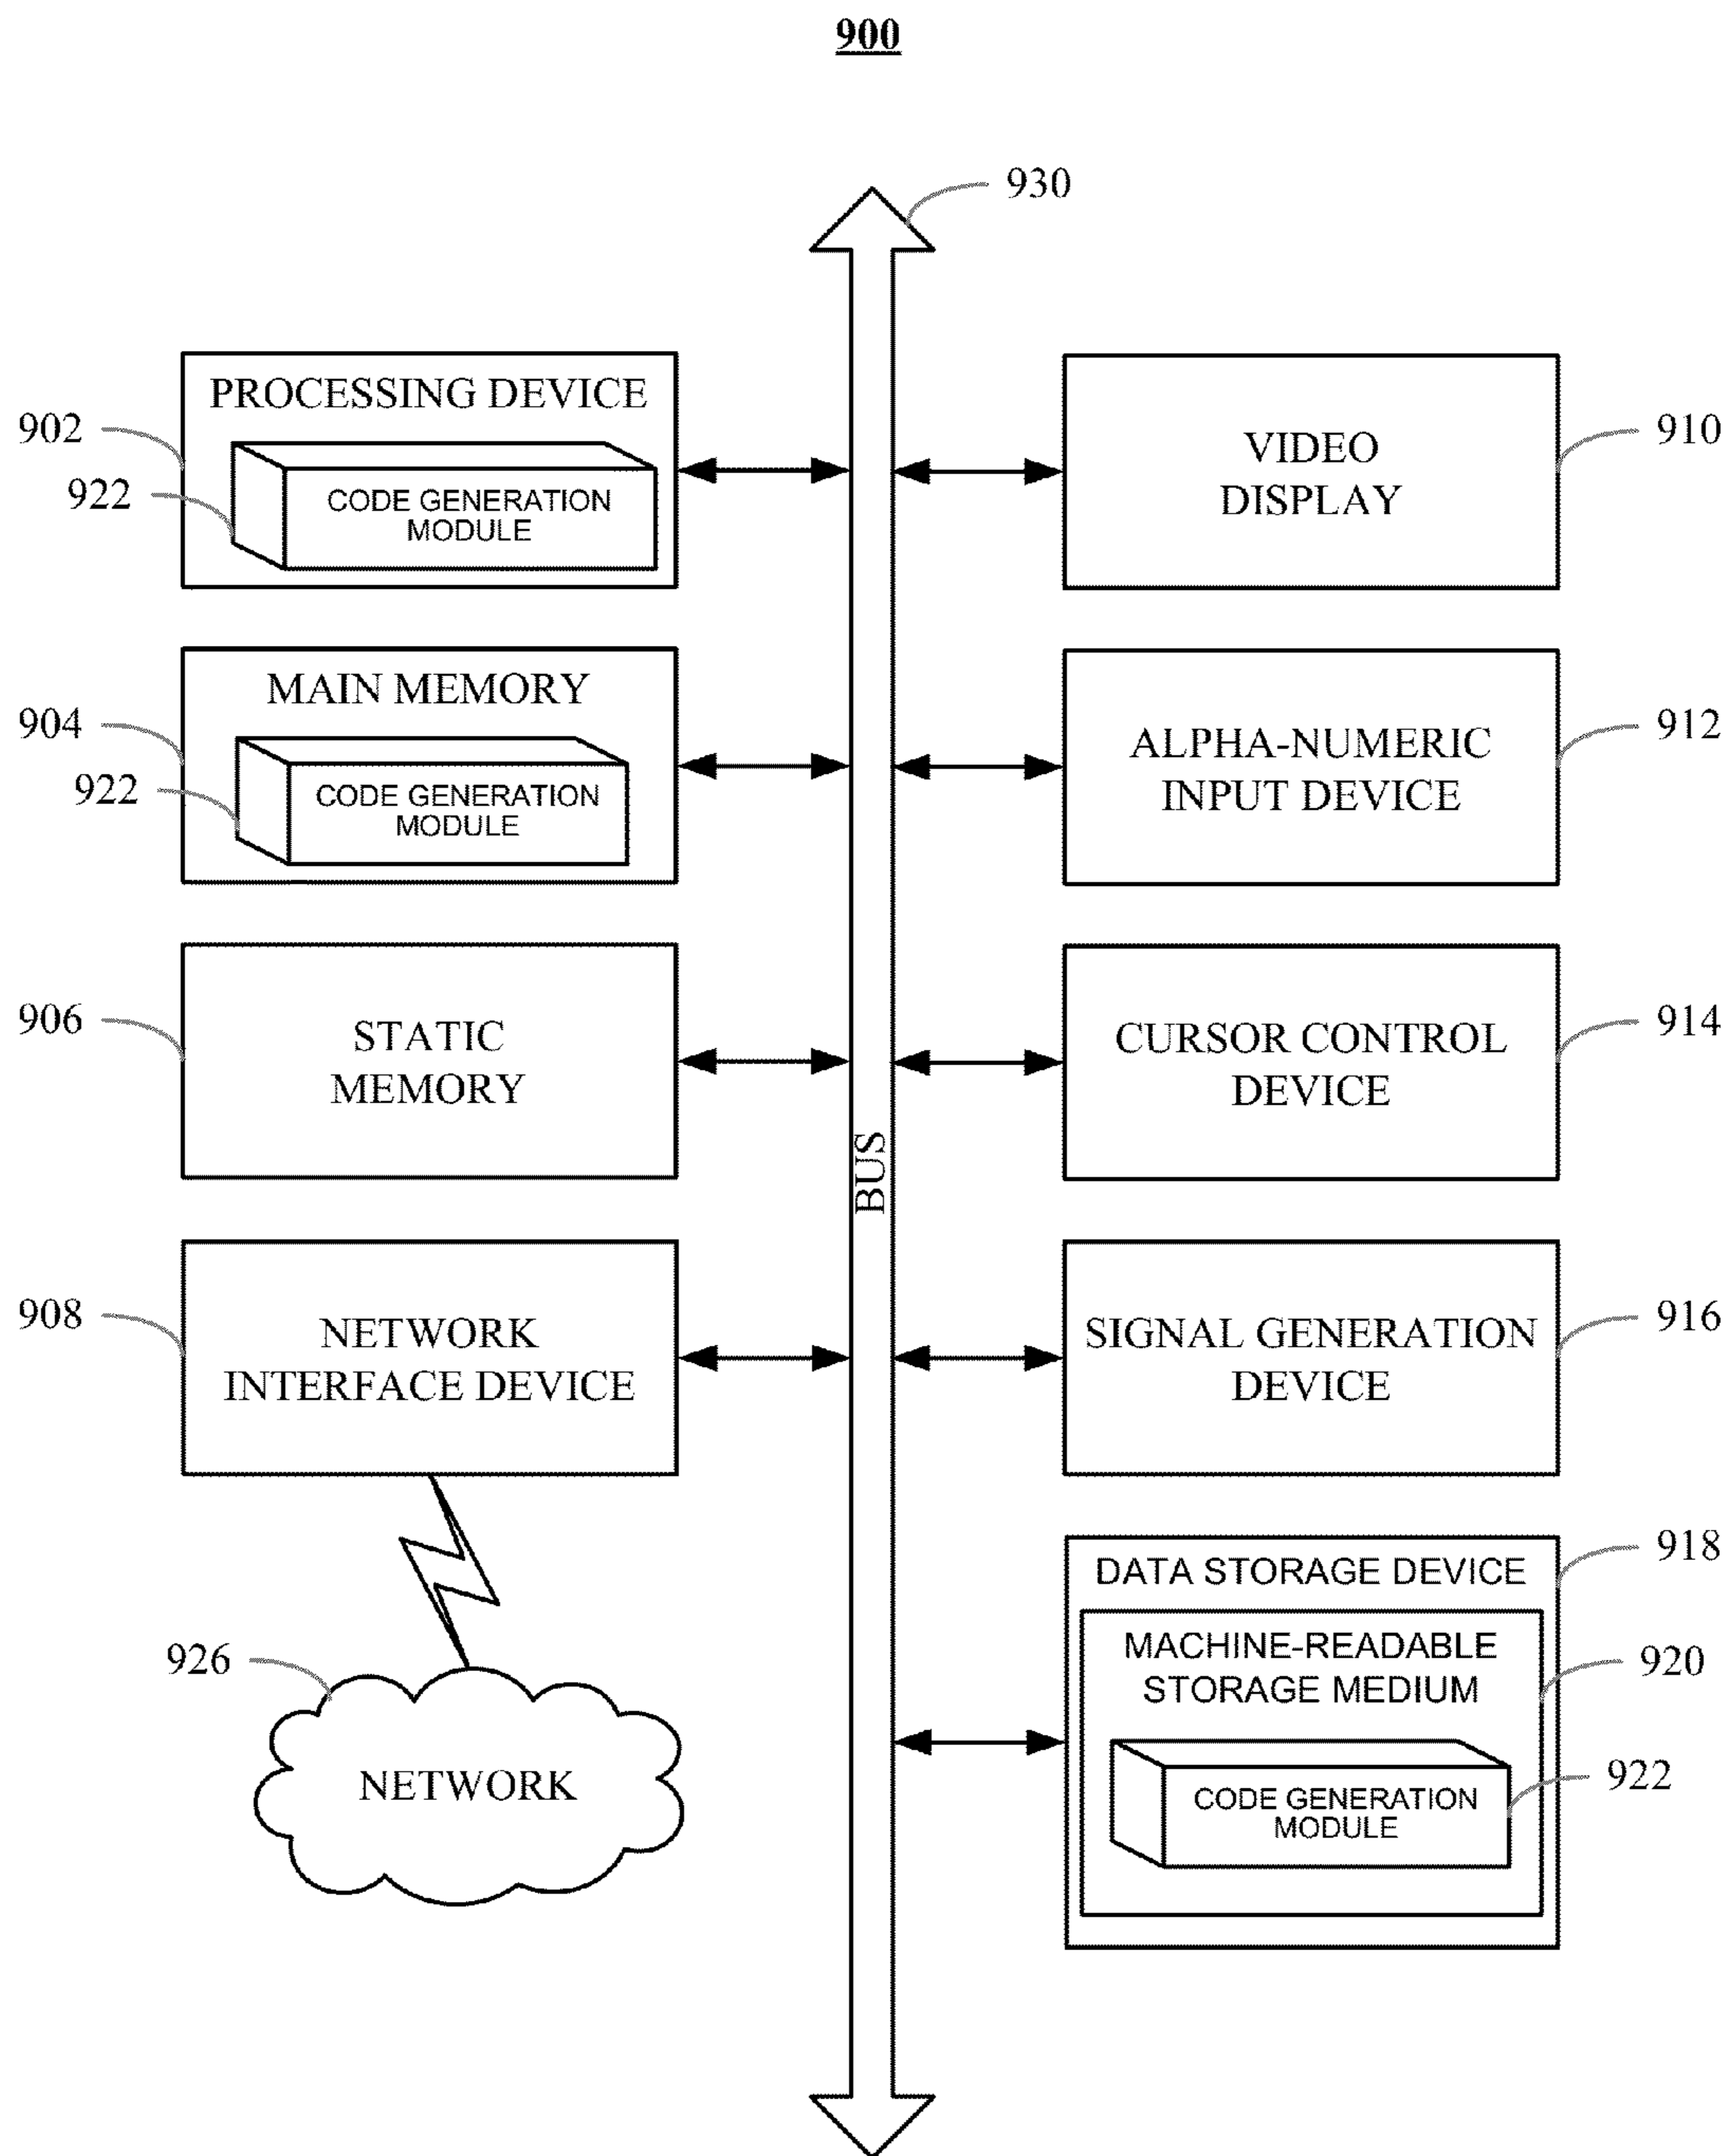 900
930
PROCESSING DEVICE
902
922
CODE GENERATION
MODULE
VIDEO
DISPLAY
910
MAIN MEMORY
904
922
CODE GENERATION
MODULE
ALPHA-NUMERIC
INPUT DEVICE
912
906
STATIC
MEMORY
CURSOR CONTROL
DEVICE
914
BUS
908
NETWORK
INTERFACE DEVICE
SIGNAL GENERATION
DEVICE
916
926
NETWORK
DATA STORAGE DEVICE
918
MACHINE-READABLE
STORAGE MEDIUM
920
CODE GENERATION
MODULE
922